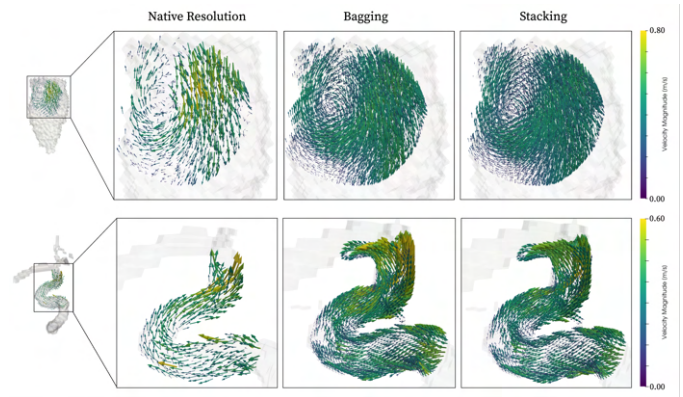 Native Resolution
Bagging
Stacking
0.80
Velocity Magnitude (m/s)
0.00
0.60
Velocity Magnitude (m/s)
0.00